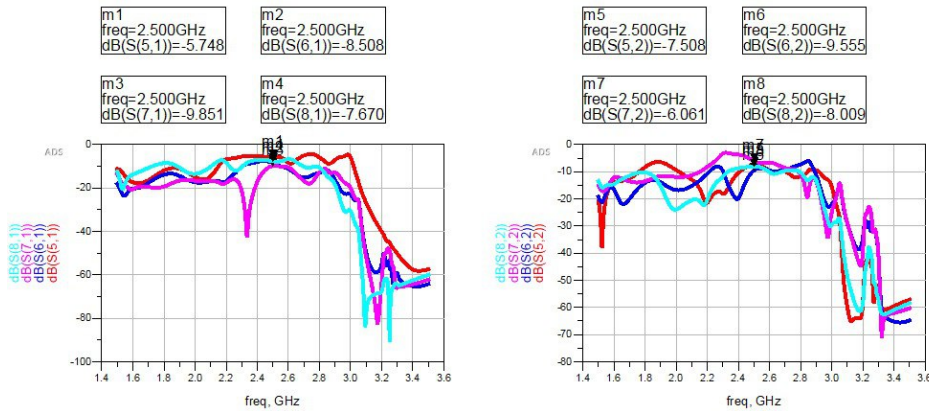 m1
freq=2.500GHz
dB(S(5,1))=-5.748
m2
freq=2.500GHz
dB(S(6,1))=-8.508
m3
freq=2.500GHz
dB(S(7,1))=-9.851
m4
freq=2.500GHz
dB(S(8,1))=-7.670
ADS
0
-20
-40
-60
-80
-100
dB(S(8,1))
dB(S(7,1))
dB(S(6,1))
dB(S(5,1))
1.4 1.6 1.8 2.0 2.2 2.4 2.6 2.8 3.0 3.2 3.4 3.6
freq, GHz
m5
freq=2.500GHz
dB(S(5,2))=-7.508
m6
freq=2.500GHz
dB(S(6,2))=-9.555
m7
freq=2.500GHz
dB(S(7,2))=-6.061
m8
freq=2.500GHz
dB(S(8,2))=-8.009
ADS
m7
0
-10
-20
-30
-40
-50
-60
-70
-80
dB(S(8,2))
dB(S(7,2))
dB(S(6,2))
dB(S(5,2))
1.4 1.6 1.8 2.0 2.2 2.4 2.6 2.8 3.0 3.2 3.4 3.6
freq, GHz